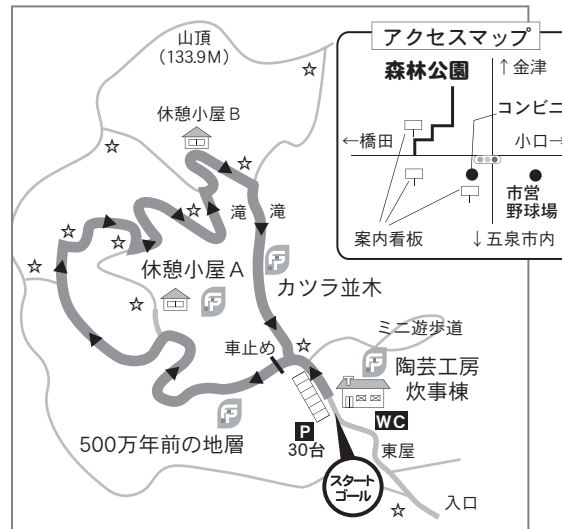 山頂
(133.9M)
休憩小屋B
滝
滝
休憩小屋A
カツラ並木
車止め
ミニ遊歩道
陶芸工房
炊事棟
WC
500万年前の地層
P
30台
東屋
スタート
ゴール
入口
アクセスマップ
森林公園
↑金津
コンビニ
←橋田
小口→
市営
野球場
案内看板
↓五泉市内